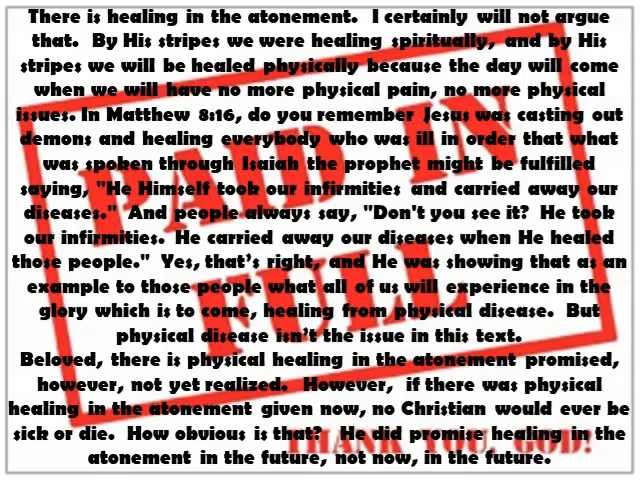 There is healing in the atonement.  I certainly will not argue
that.  By His stripes we were healing spiritually, and by His
stripes we will be healed physically because the day will come
when we will have no more physical pain, no more physical
issues. In Matthew 8:16, do you remember Jesus was casting out
demons and healing everybody who was ill in order that what
was spoken through Isaiah the prophet might be fulfilled
saying, "He Himself took our infirmities and carried away our
diseases."  And people always say, "Don't you see it?  He took
our infirmities. He carried away our diseases when He healed
those people."  Yes, that’s right, and He was showing that as an
example to those people what all of us will experience in the
glory which is to come, healing from physical disease.  But
physical disease isn’t the issue in this text.
Beloved, there is physical healing in the atonement promised,
however, not yet realized.  However,  if there was physical
healing in the atonement given now, no Christian would ever be
sick or die.  How obvious is that?  He did promise healing in the
atonement in the future, not now, in the future.
PAID IN
FULL
THANK YOU, GOD!